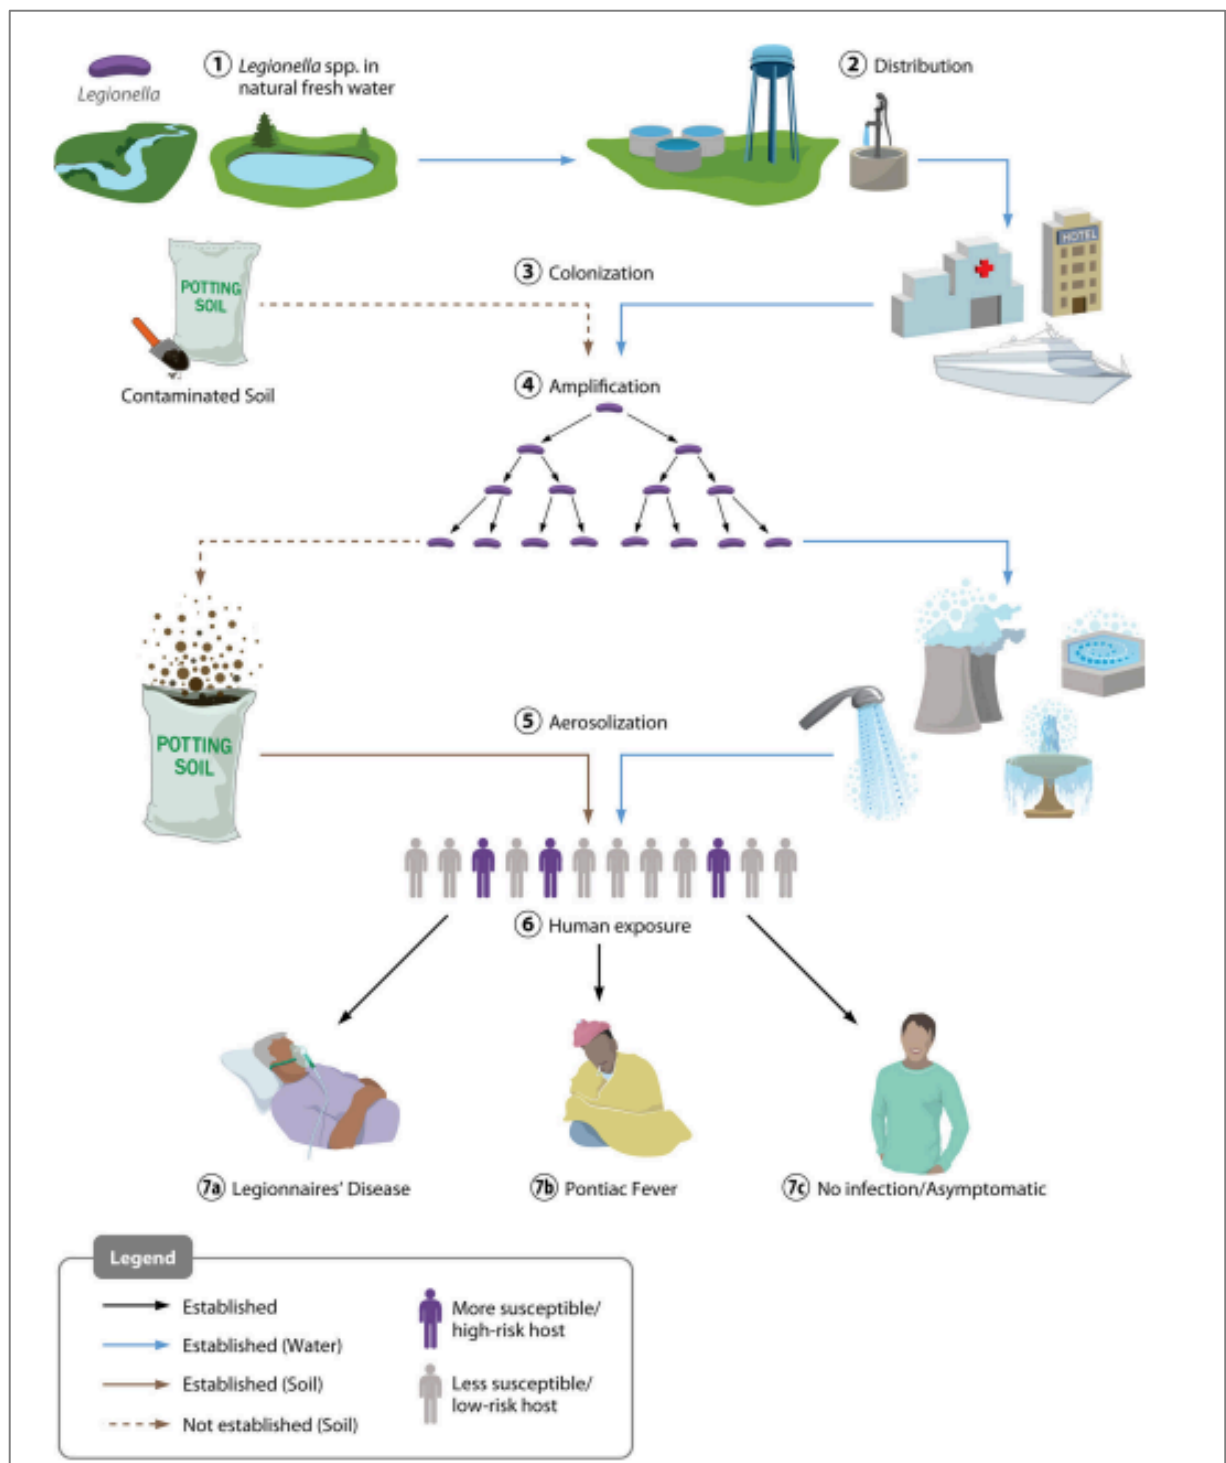 ① Legionella spp. in
natural fresh water
Legionella
② Distribution
HOTEL
③ Colonization
POTTING
SOIL
Contaminated Soil
④ Amplification
POTTING
SOIL
⑤ Aerosolization
⑥ Human exposure
7a Legionnaires' Disease
7b Pontiac Fever
7c No infection/Asymptomatic
Legend
Established
Established (Water)
Established (Soil)
Not established (Soil)
More susceptible/
high-risk host
Less susceptible/
low-risk host